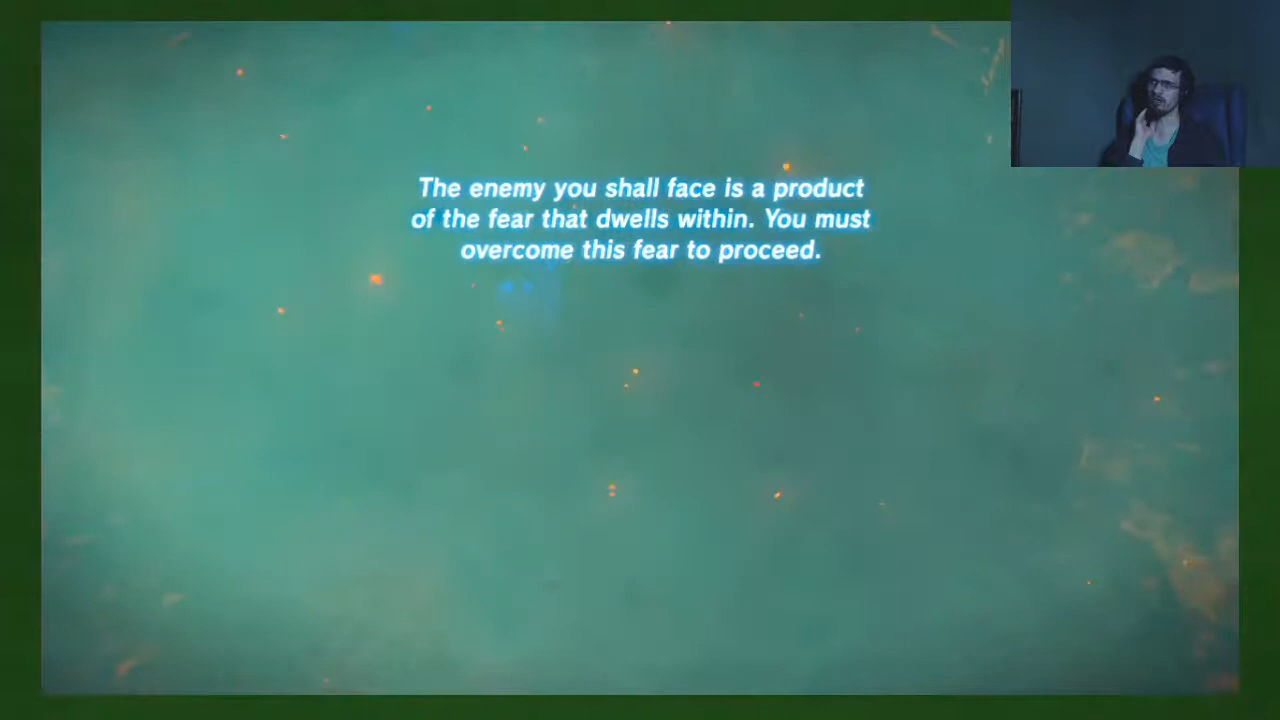 The enemy you shall face is a product
of the fear that dwells within. You must
overcome this fear to proceed.